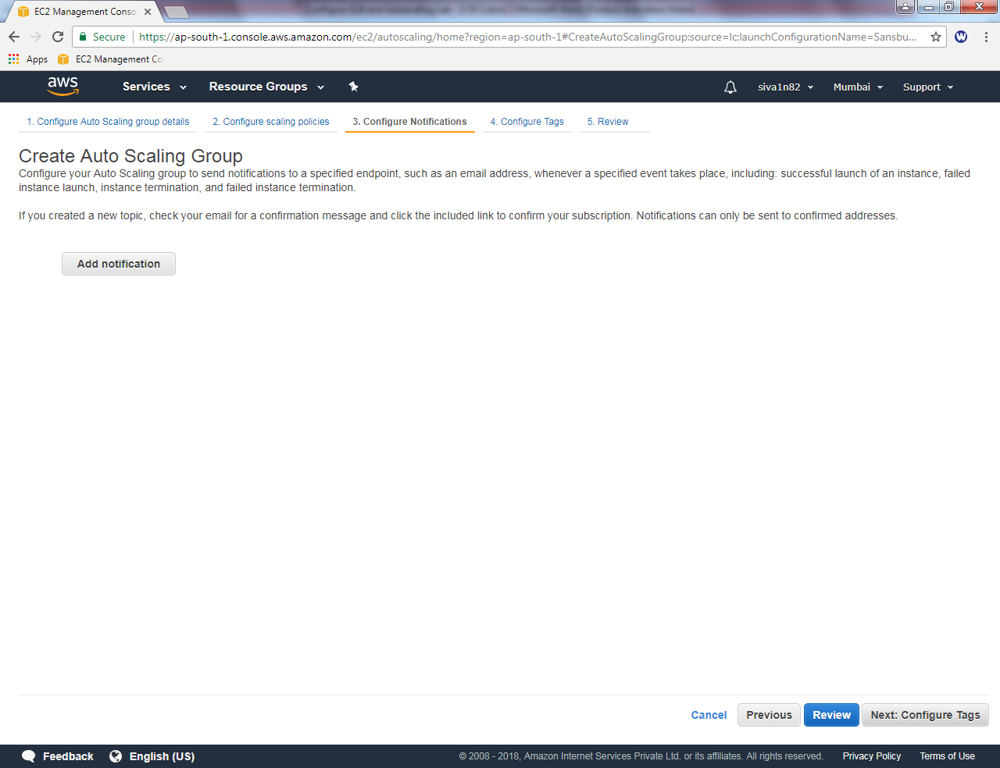 EC2 Management Conso
Secure
https://ap-south-1.console.aws.amazon.com/ec2/autoscaling/home?region=ap-south-1#CreateAutoScalingGroup:source=lc;launchConfigurationName=Sansbu...
W
Apps
EC2 Management Co
aws
Services
Resource Groups
siva1n82
Mumbai
Support
1. Configure Auto Scaling group details
2. Configure scaling policies
3. Configure Notifications
4. Configure Tags
5. Review
Create Auto Scaling Group
Configure your Auto Scaling group to send notifications to a specified endpoint, such as an email address, whenever a specified event takes place, including: successful launch of an instance, failed
instance launch, instance termination, and failed instance termination.
If you created a new topic, check your email for a confirmation message and click the included link to confirm your subscription. Notifications can only be sent to confirmed addresses.
Add notification
Cancel
Previous
Review
Next: Configure Tags
Feedback
English (US)
© 2008 - 2018, Amazon Internet Services Private Ltd. or its affiliates. All rights reserved.
Privacy Policy
Terms of Use